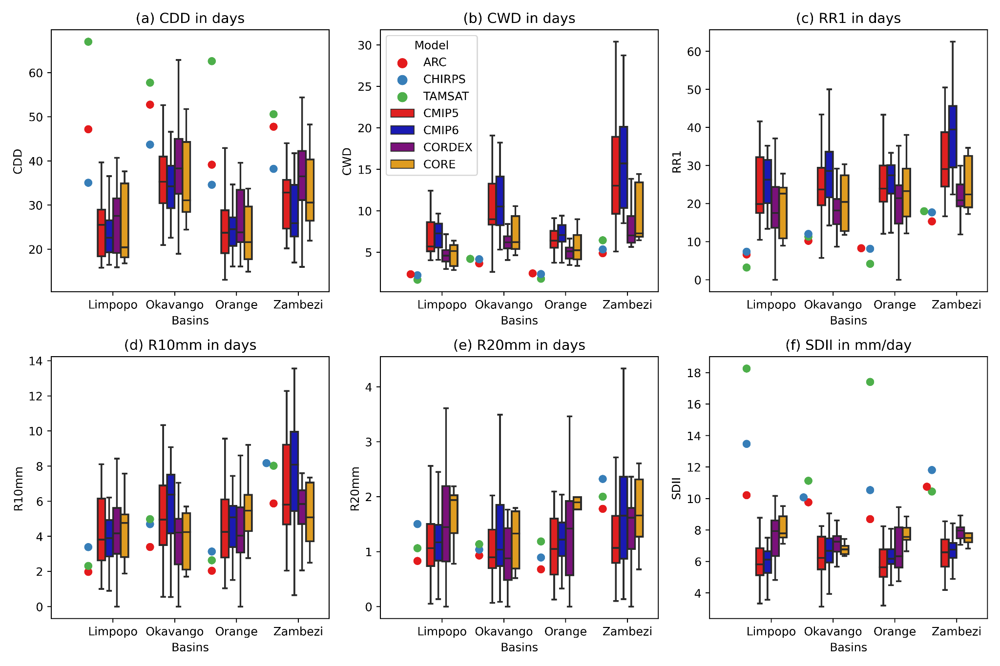 (a) CDD in days
CDD
60
50
40
30
20
Limpopo Okavango Orange Zambezi
Basins
(b) CWD in days
CWD
30
25
20
15
10
5
Model
ARC
CHIRPS
TAMSAT
CMIP5
CMIP6
CORDEX
CORE
Limpopo Okavango Orange Zambezi
Basins
(c) RR1 in days
RR1
60
50
40
30
20
10
0
Limpopo Okavango Orange Zambezi
Basins
(d) R10mm in days
R10mm
14
12
10
8
6
4
2
0
Limpopo Okavango Orange Zambezi
Basins
(e) R20mm in days
R20mm
4
3
2
1
0
Limpopo Okavango Orange Zambezi
Basins
(f) SDII in mm/day
SDII
18
16
14
12
10
8
6
4
Limpopo Okavango Orange Zambezi
Basins